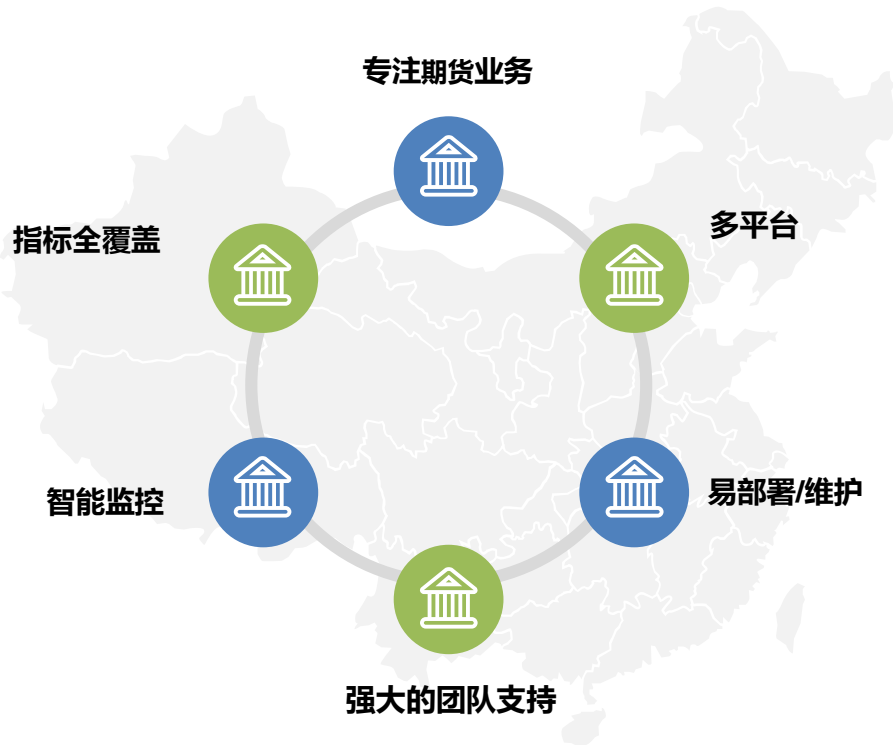 专注期货业务
指标全覆盖
多平台
智能监控
易部署/维护
强大的团队支持